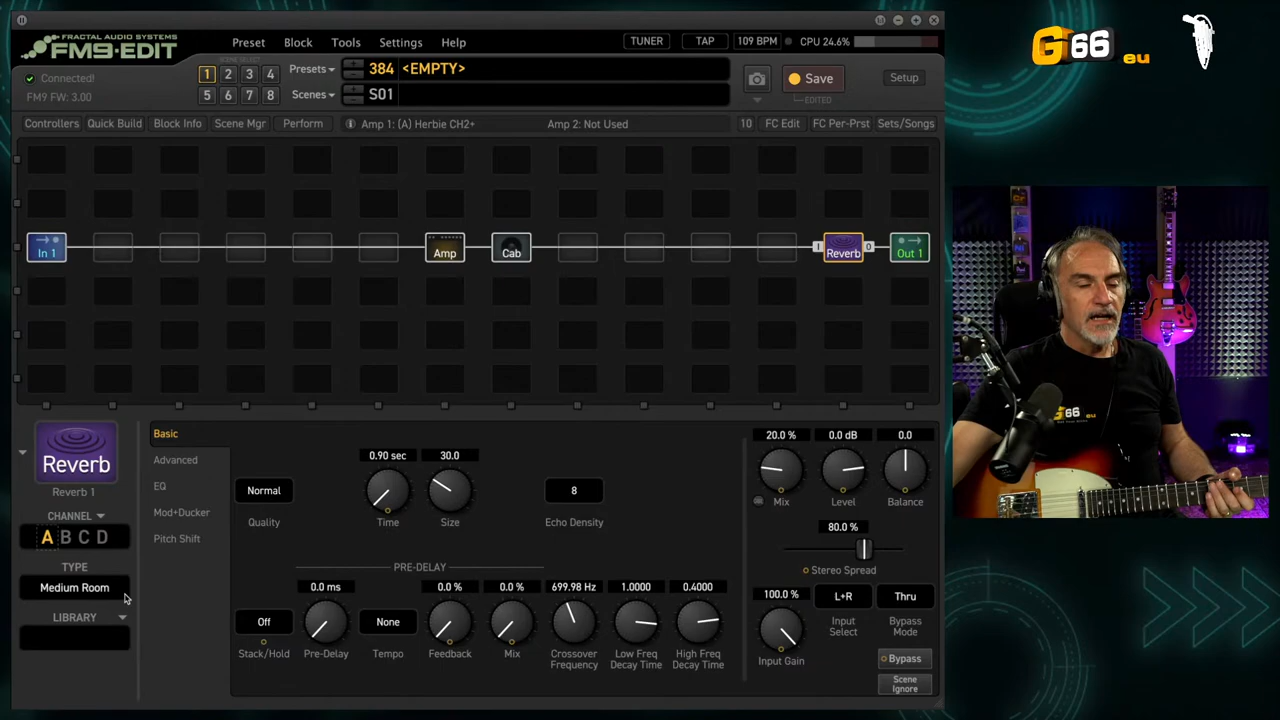 FRACTAL AUDIO SYSTEMS
FM9-EDIT
Preset Block Tools Settings Help
TUNER TAP 109 BPM CPU 24.6%
Connected!
FM9 FW: 3.00
SCENE SELECT
1 2 3 4
5 6 7 8
Presets 384 <EMPTY>
Scenes S01
Save
EDITED
Setup
Controllers Quick Build Block Info Scene Mgr Perform Amp 1: (A) Herbie CH2+ Amp 2: Not Used 10 FC Edit FC Per-Prst Sets/Songs
In 1 Amp Cab I Reverb O Out 1
Reverb
Reverb 1
CHANNEL
A B C D
TYPE
Medium Room
LIBRARY
Basic
Advanced
EQ
Mod+Ducker
Pitch Shift
0.90 sec 30.0
Normal 8
Quality Time Size Echo Density
PRE-DELAY
0.0 ms 0.0 % 0.0 % 699.98 Hz 1.0000 0.4000
Off None
Stack/Hold Pre-Delay Tempo Feedback Mix Crossover Frequency Low Freq Decay Time High Freq Decay Time
20.0 % 0.0 dB 0.0
Mix Level Balance
80.0 %
Stereo Spread
100.0 % L+R Thru
Input Gain Input Select Bypass Mode
Bypass
Scene Ignore
G66 eu
G66 eu